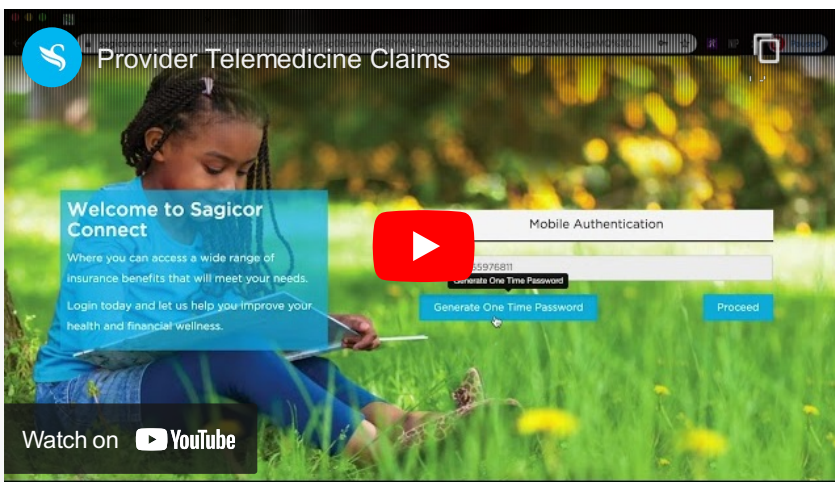 Provider Telemedicine Claims
Welcome to Sagicor
Connect
Where you can access a wide range of
insurance benefits that will meet your needs.
Login today and let us help you improve your
health and financial wellness.
Mobile Authentication
65976811
Generate One Time Password
Generate One Time Password
Proceed
Watch on YouTube